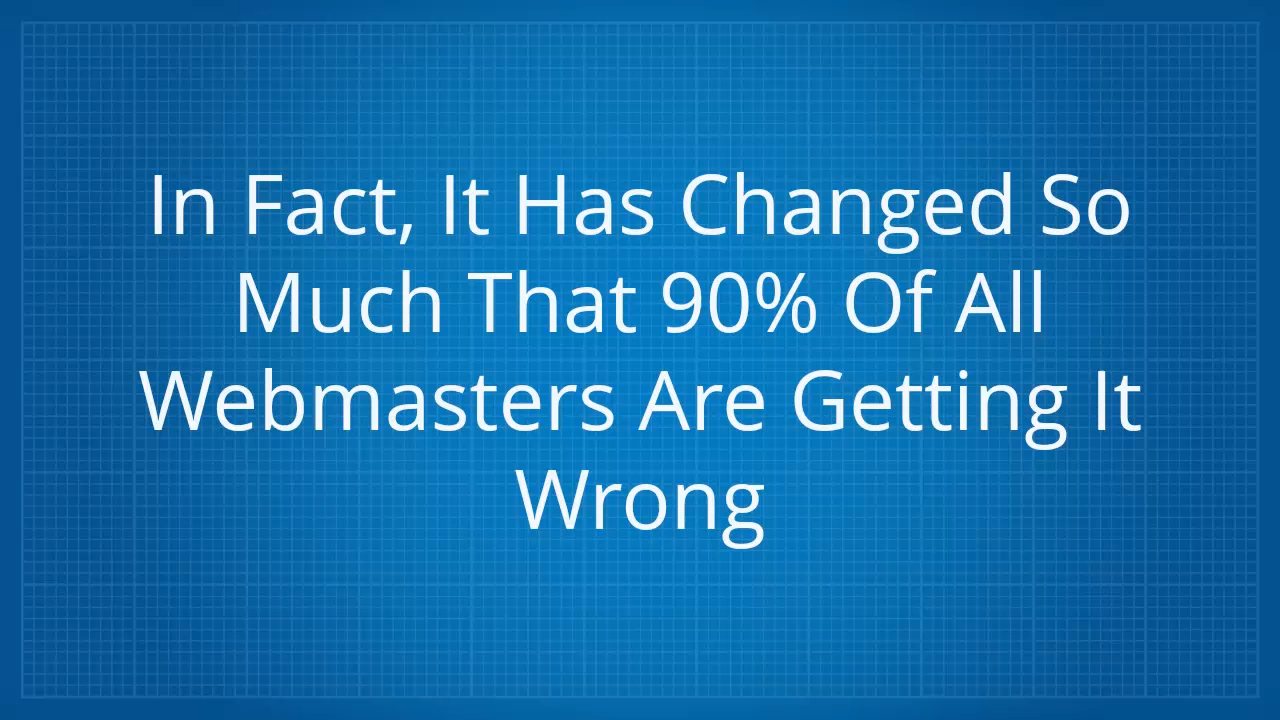 In Fact, It Has Changed So
Much That 90% Of All
Webmasters Are Getting It
Wrong